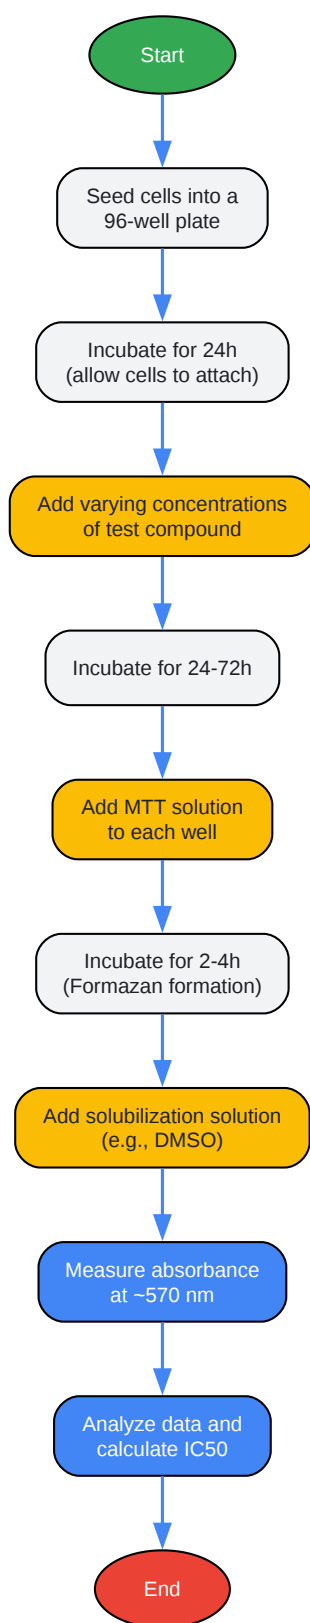 Start
Seed cells into a
96-well plate
Incubate for 24h
(allow cells to attach)
Add varying concentrations
of test compound
Incubate for 24-72h
Add MTT solution
to each well
Incubate for 2-4h
(Formazan formation)
Add solubilization solution
(e.g., DMSO)
Measure absorbance
at ~570 nm
Analyze data and
calculate IC50
End